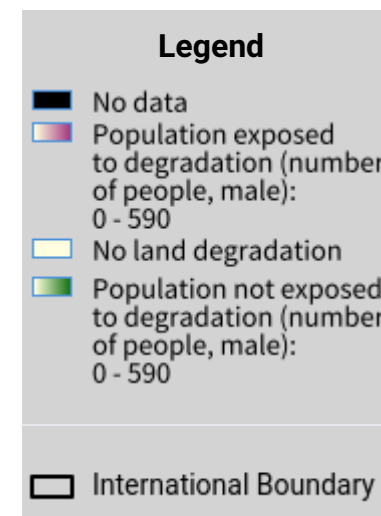 Legend
No data
Population exposed
to degradation (number
of people, male):
0 - 590
No land degradation
Population not exposed
to degradation (number
of people, male):
0 - 590
International Boundary